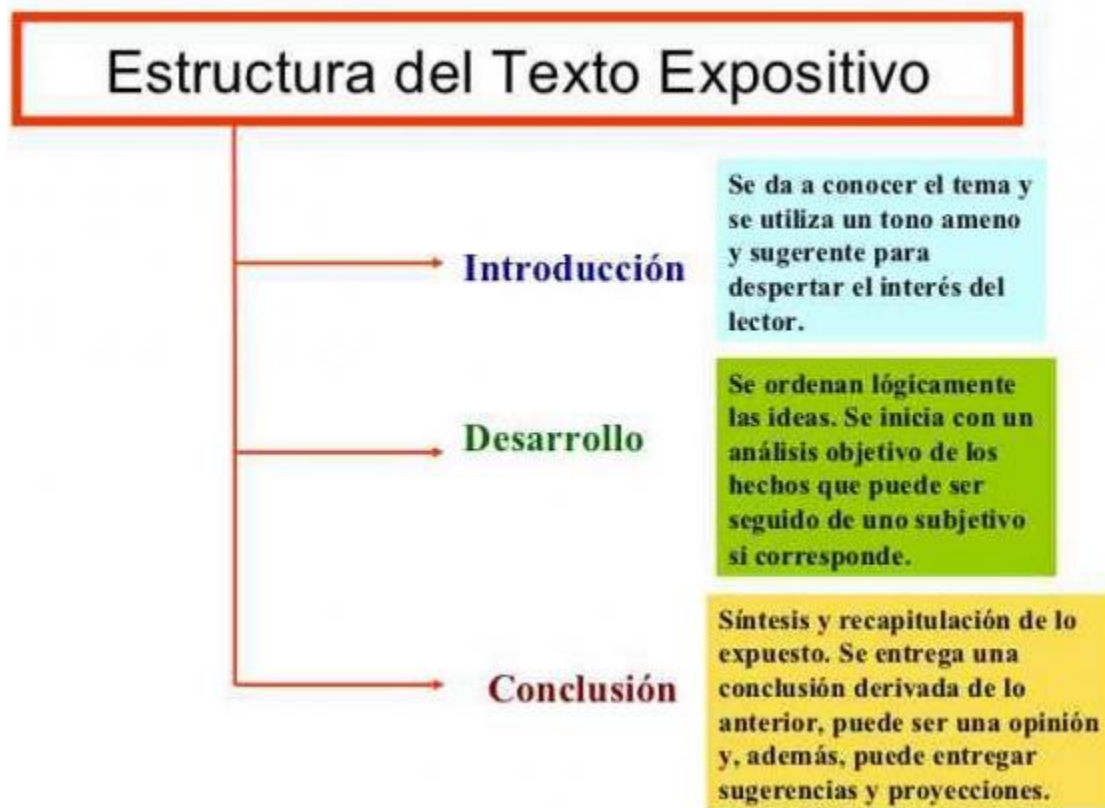 Estructura del Texto Expositivo
Introducción
Se da a conocer el tema y
se utiliza un tono ameno
y sugerente para
despertar el interés del
lector.
Desarrollo
Se ordenan lógicamente
las ideas. Se inicia con un
análisis objetivo de los
hechos que puede ser
seguido de uno subjetivo
si corresponde.
Conclusión
Síntesis y recapitulación de lo
expuesto. Se entrega una
conclusión derivada de lo
anterior, puede ser una opinión
y, además, puede entregar
sugerencias y proyecciones.